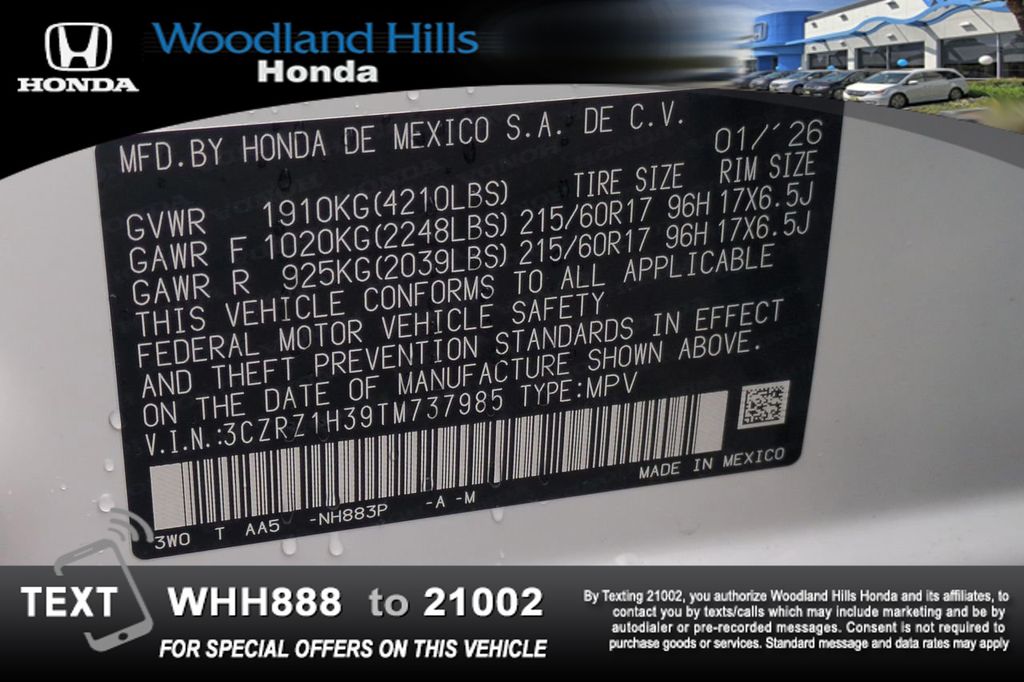 HONDA
Woodland Hills
Honda
MFD.BY HONDA DE MEXICO S.A. DE C.V. 01/'26
TIRE SIZE RIM SIZE
GVWR 1910KG(4210LBS)
GAWR F 1020KG(2248LBS) 215/60R17 96H 17X6.5J
GAWR R 925KG(2039LBS) 215/60R17 96H 17X6.5J
THIS VEHICLE CONFORMS TO ALL APPLICABLE
FEDERAL MOTOR VEHICLE SAFETY
AND THEFT PREVENTION STANDARDS IN EFFECT
ON THE DATE OF MANUFACTURE SHOWN ABOVE.
V.I.N.:3CZRZ1H39TM737985 TYPE:MPV
3W0 T AA5 -NH883P -A -M
MADE IN MEXICO
TEXT WHH888 to 21002
FOR SPECIAL OFFERS ON THIS VEHICLE
By Texting 21002, you authorize Woodland Hills Honda and its affiliates, to
contact you by texts/calls which may include marketing and be by
autodialer or pre-recorded messages. Consent is not required to
purchase goods or services. Standard message and data rates may apply